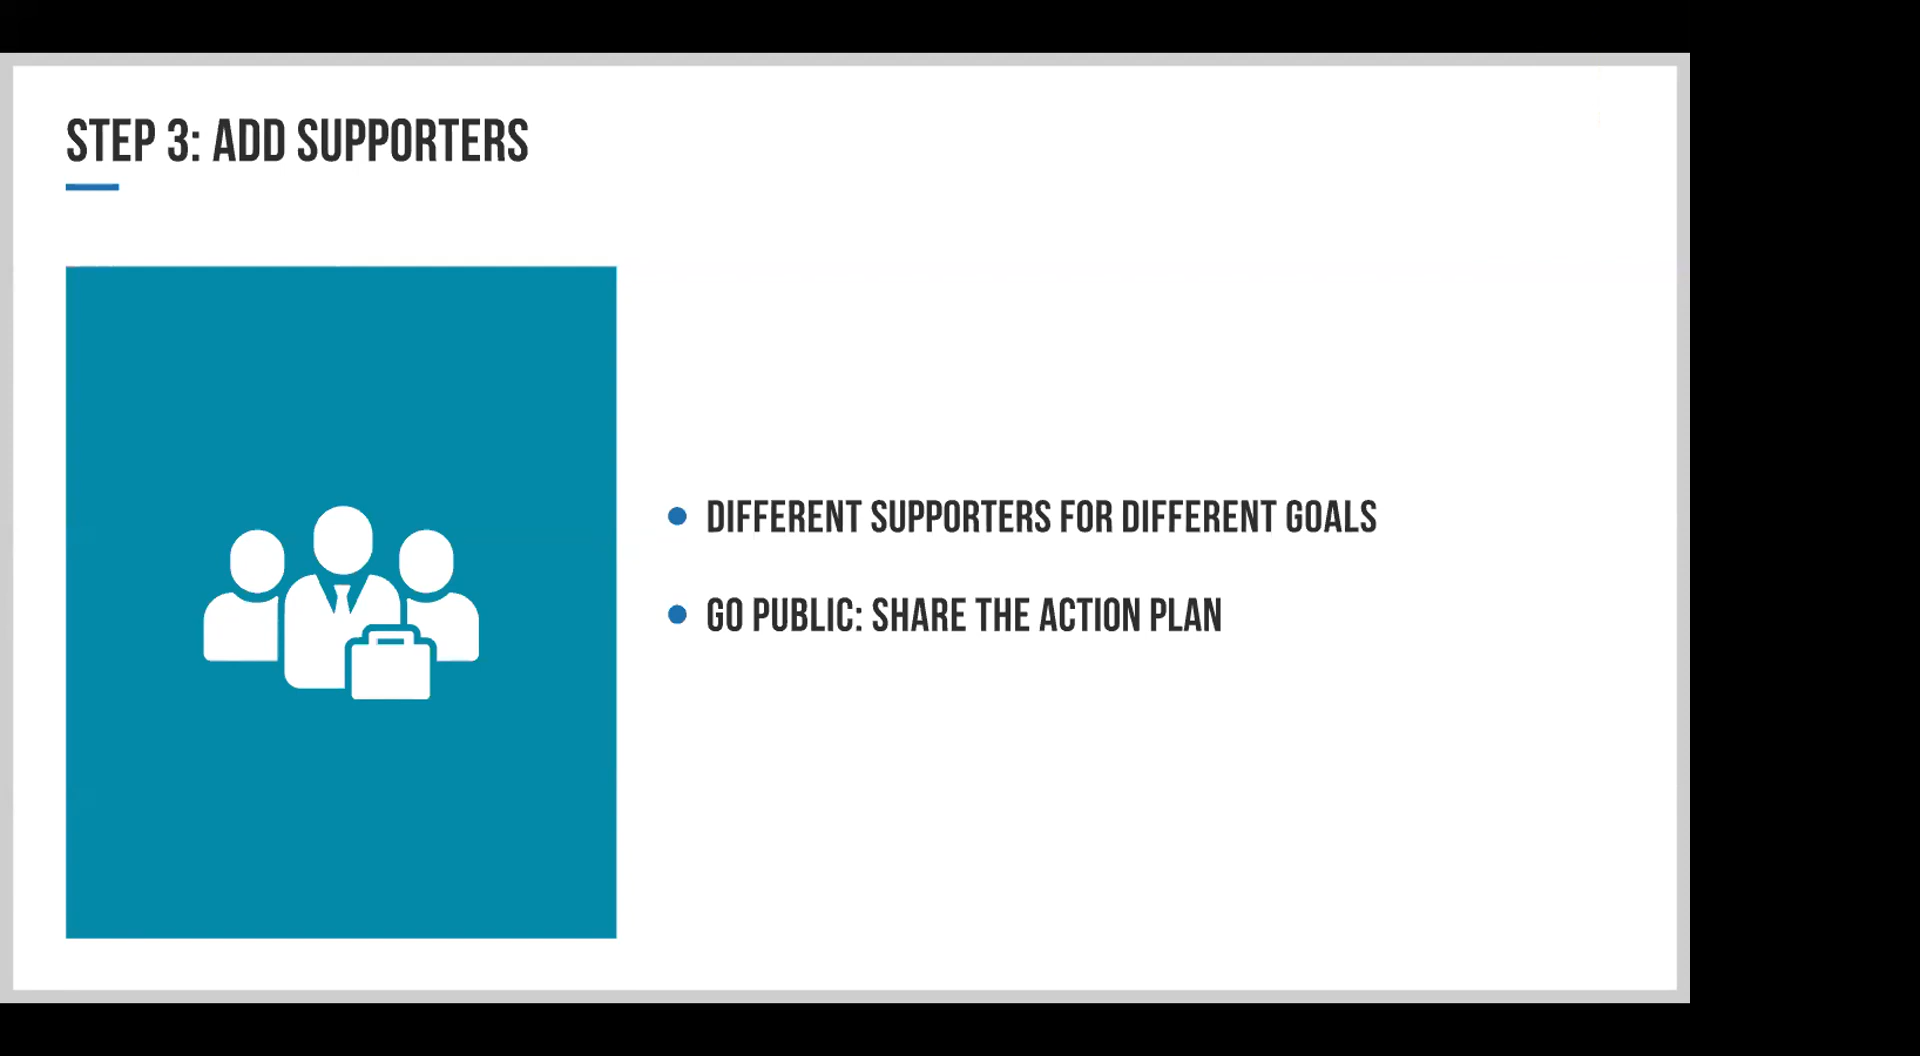 STEP 3: ADD SUPPORTERS
DIFFERENT SUPPORTERS FOR DIFFERENT GOALS
GO PUBLIC: SHARE THE ACTION PLAN